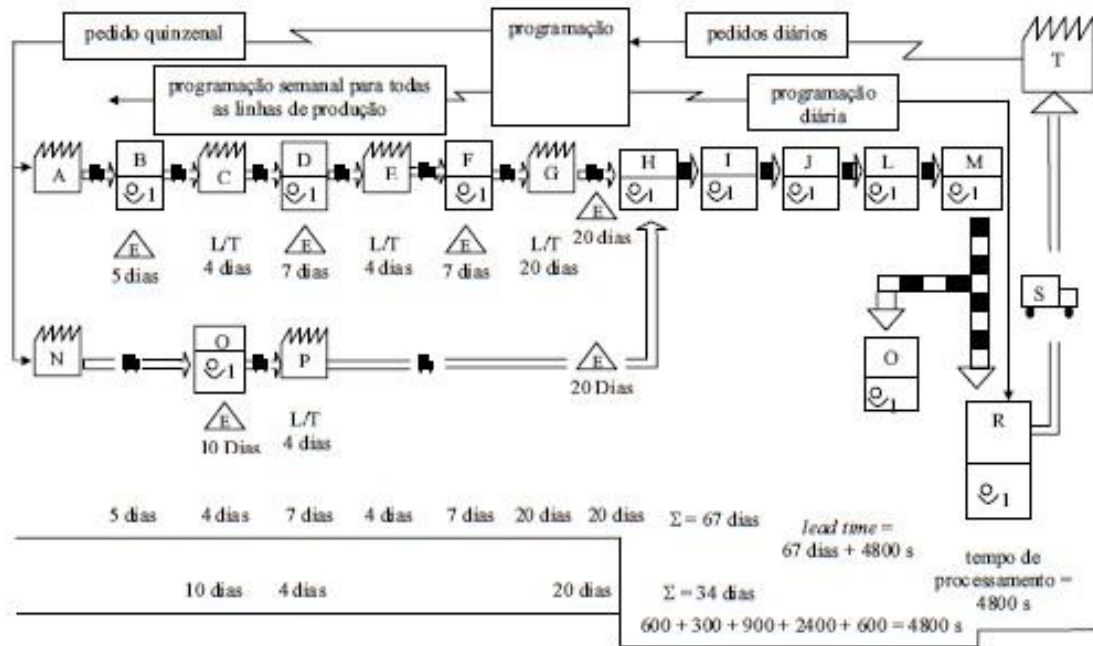 pedido quinzenal
programação
pedidos diários
T
programação semanal para todas
as linhas de produção
programação
diária
A
B
1
C
D
1
E
F
1
G
H
1
I
1
J
1
L
1
M
1
E
5 dias
L/T
4 dias
E
7 dias
L/T
4 dias
E
7 dias
L/T
20 dias
E
20 dias
S
N
O
1
P
E
20 Dias
O
1
E
10 Dias
L/T
4 dias
R
1
5 dias 4 dias 7 dias 4 dias 7 dias 20 dias 20 dias Σ = 67 dias
lead time =
67 dias + 4800 s
tempo de
processamento =
4800 s
10 dias 4 dias 20 dias Σ = 34 dias
600 + 300 + 900 + 2400 + 600 = 4800 s